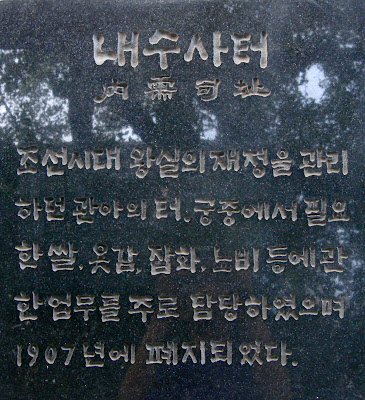 내수사터
內需司址
조선시대 왕실의 재정을 관리
하던 관아의 터. 궁중에서 필요
한 쌀, 옷감, 잡화, 노비 등에 관
한 업무를 주로 담당하였으며
1907년에 폐지되었다.